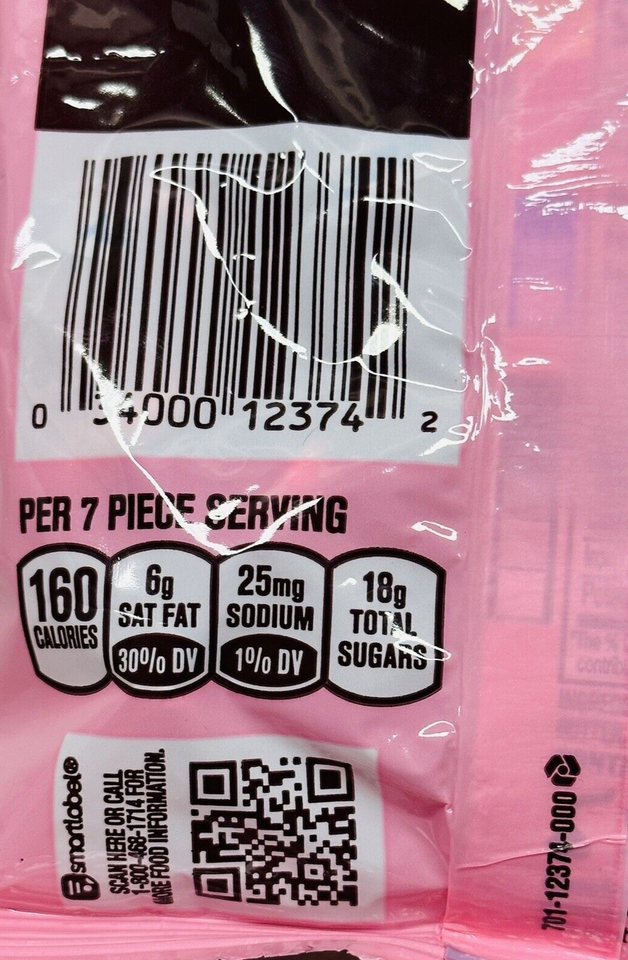 0 34000 12374 2
PER 7 PIECE SERVING
160
CALORIES
6g
SAT FAT
30% DV
25mg
SODIUM
1% DV
18g
TOTAL
SUGARS
smartlabel®
SCAN HERE OR CALL
1-800-468-1714 FOR
MORE FOOD INFORMATION.
701-12374-000